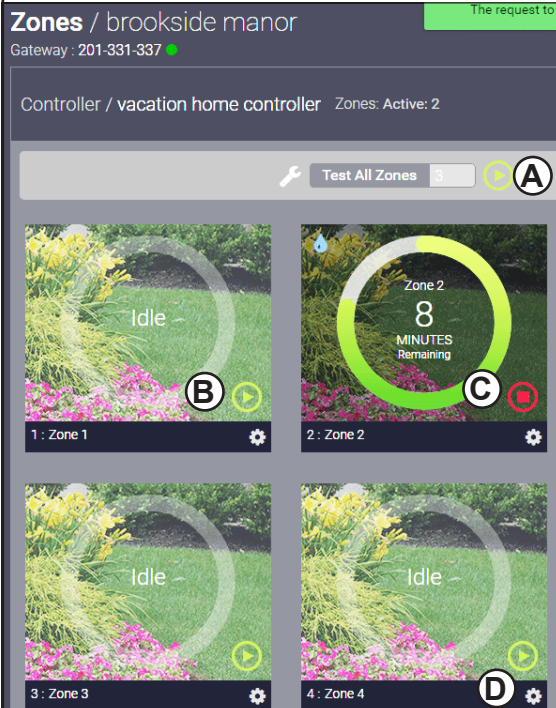 The request to
Zones / brookside manor
Gateway : 201-331-337
Controller / vacation home controller Zones: Active: 2
Test All Zones 3 A
Idle
B
1 : Zone 1
Zone 2
8
MINUTES
Remaining
C
2 : Zone 2
Idle
3 : Zone 3
Idle
4 : Zone 4 D